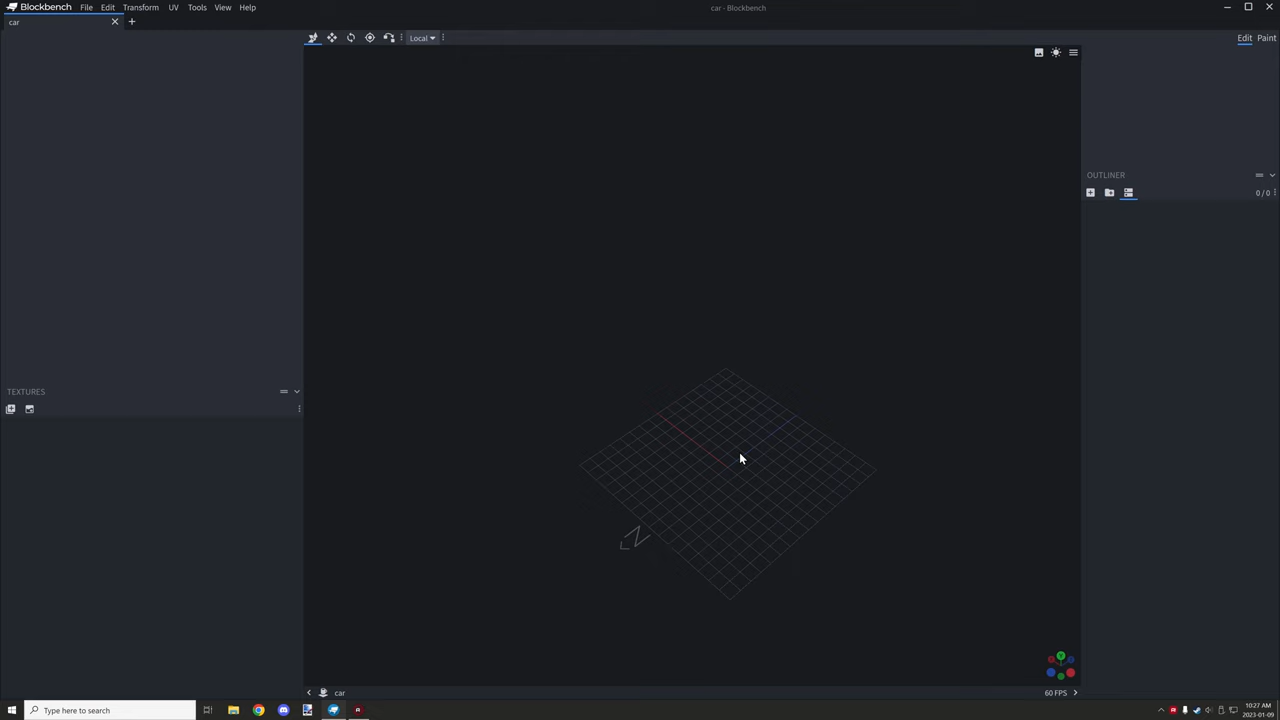 Blockbench File Edit Transform UV Tools View Help
car - Blockbench
car
Local
Edit Paint
OUTLINER
0 / 0
TEXTURES
N
car
60 FPS
Type here to search
10:27 AM
2023-01-09